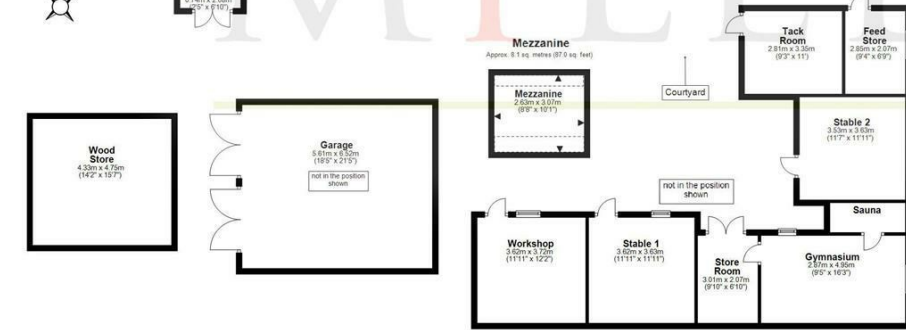 (2'5" x 6'10")
Mezzanine
Approx. 8.1 sq. metres (87.0 sq. feet)
Tack
Room
2.81m x 3.35m
(9'3" x 11')
Feed
Store
2.85m x 2.07m
(9'4" x 6'9")
Mezzanine
2.63m x 3.07m
(8'8" x 10'1")
Courtyard
Stable 2
3.53m x 3.63m
(11'7" x 11'11")
Wood
Store
4.33m x 4.75m
(14'2" x 15'7")
Garage
5.61m x 6.52m
(18'5" x 21'5")
not in the position
shown
not in the position
shown
Sauna
Workshop
3.62m x 3.72m
(11'11" x 12'2")
Stable 1
3.62m x 3.63m
(11'11" x 11'11")
Store
Room
3.01m x 2.07m
(9'10" x 6'10")
Gymnasium
2.87m x 4.95m
(9'5" x 16'3")